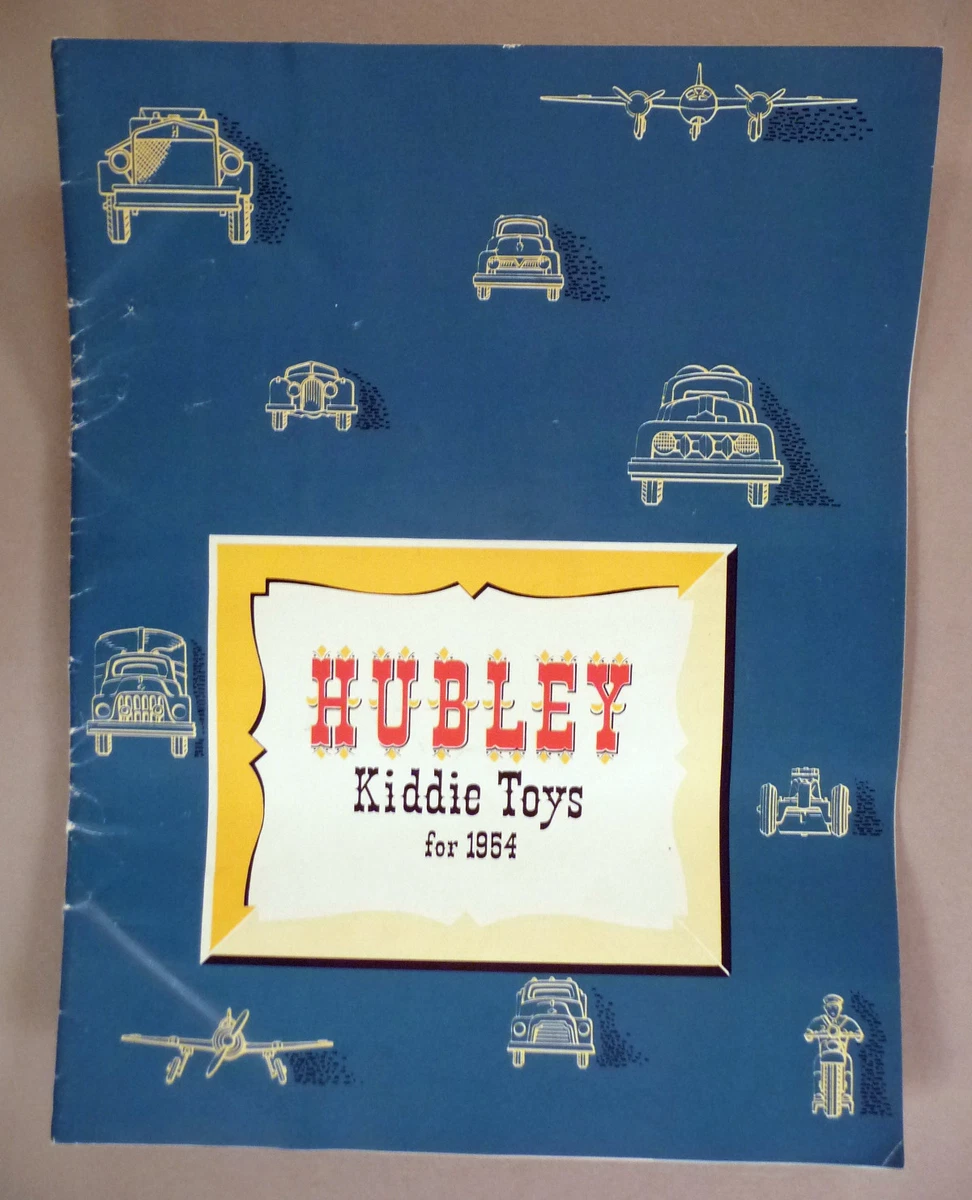 HUBLEY
Kiddie Toys
for 1954